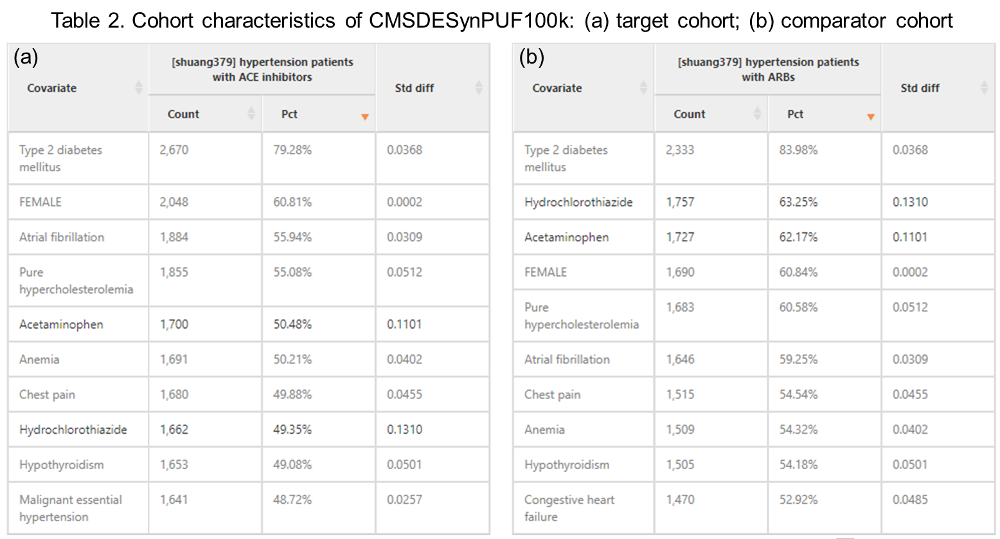 Table 2. Cohort characteristics of CMSDESynPUF100k: (a) target cohort; (b) comparator cohort
(a)
Covariate
[shuang379] hypertension patients
with ACE inhibitors
Std diff
Count
Pct
Type 2 diabetes
mellitus
2,670
79.28%
0.0368
FEMALE
2,048
60.81%
0.0002
Atrial fibrillation
1,884
55.94%
0.0309
Pure
hypercholesterolemia
1,855
55.08%
0.0512
Acetaminophen
1,700
50.48%
0.1101
Anemia
1,691
50.21%
0.0402
Chest pain
1,680
49.88%
0.0455
Hydrochlorothiazide
1,662
49.35%
0.1310
Hypothyroidism
1,653
49.08%
0.0501
Malignant essential
hypertension
1,641
48.72%
0.0257
(b)
Covariate
[shuang379] hypertension patients
with ARBs
Std diff
Count
Pct
Type 2 diabetes
mellitus
2,333
83.98%
0.0368
Hydrochlorothiazide
1,757
63.25%
0.1310
Acetaminophen
1,727
62.17%
0.1101
FEMALE
1,690
60.84%
0.0002
Pure
hypercholesterolemia
1,683
60.58%
0.0512
Atrial fibrillation
1,646
59.25%
0.0309
Chest pain
1,515
54.54%
0.0455
Anemia
1,509
54.32%
0.0402
Hypothyroidism
1,505
54.18%
0.0501
Congestive heart
failure
1,470
52.92%
0.0485